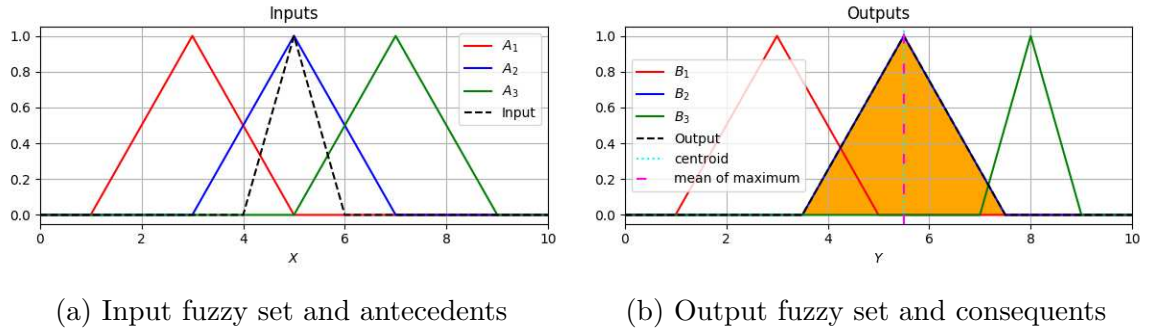 Inputs
1.0
0.8
0.6
0.4
0.2
0.0
0 2 4 6 8 10
X
A1
A2
A3
Input
Outputs
1.0
0.8
0.6
0.4
0.2
0.0
0 2 4 6 8 10
Y
B1
B2
B3
Output
centroid
mean of maximum
(a) Input fuzzy set and antecedents
(b) Output fuzzy set and consequents